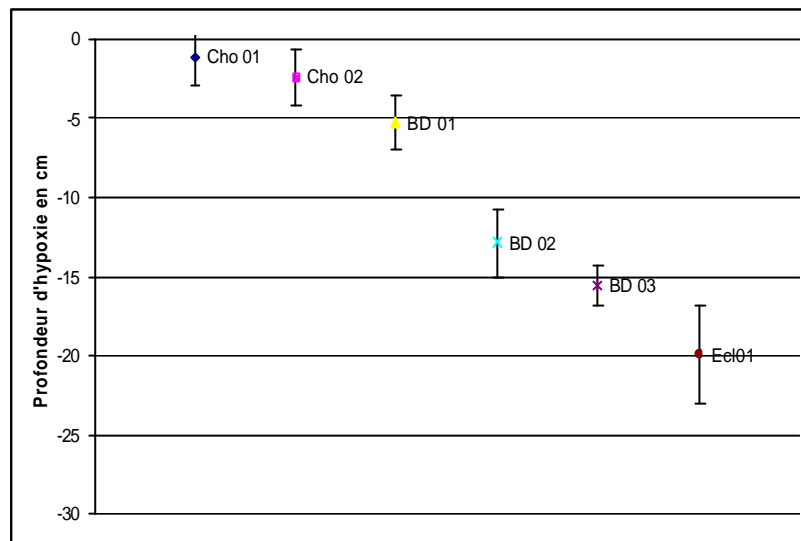 0
Cho 01
Cho 02
-5
BD 01
-10
BD 02
-15
BD 03
-20
Ecl01
-25
-30
Profondeur d'hypoxie en cm